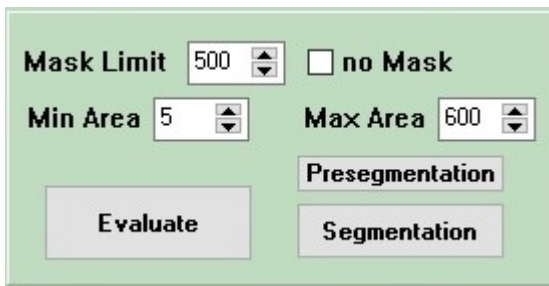 Mask Limit 500 no Mask
Min Area 5 Max Area 600
Presegmentation
Evaluate
Segmentation